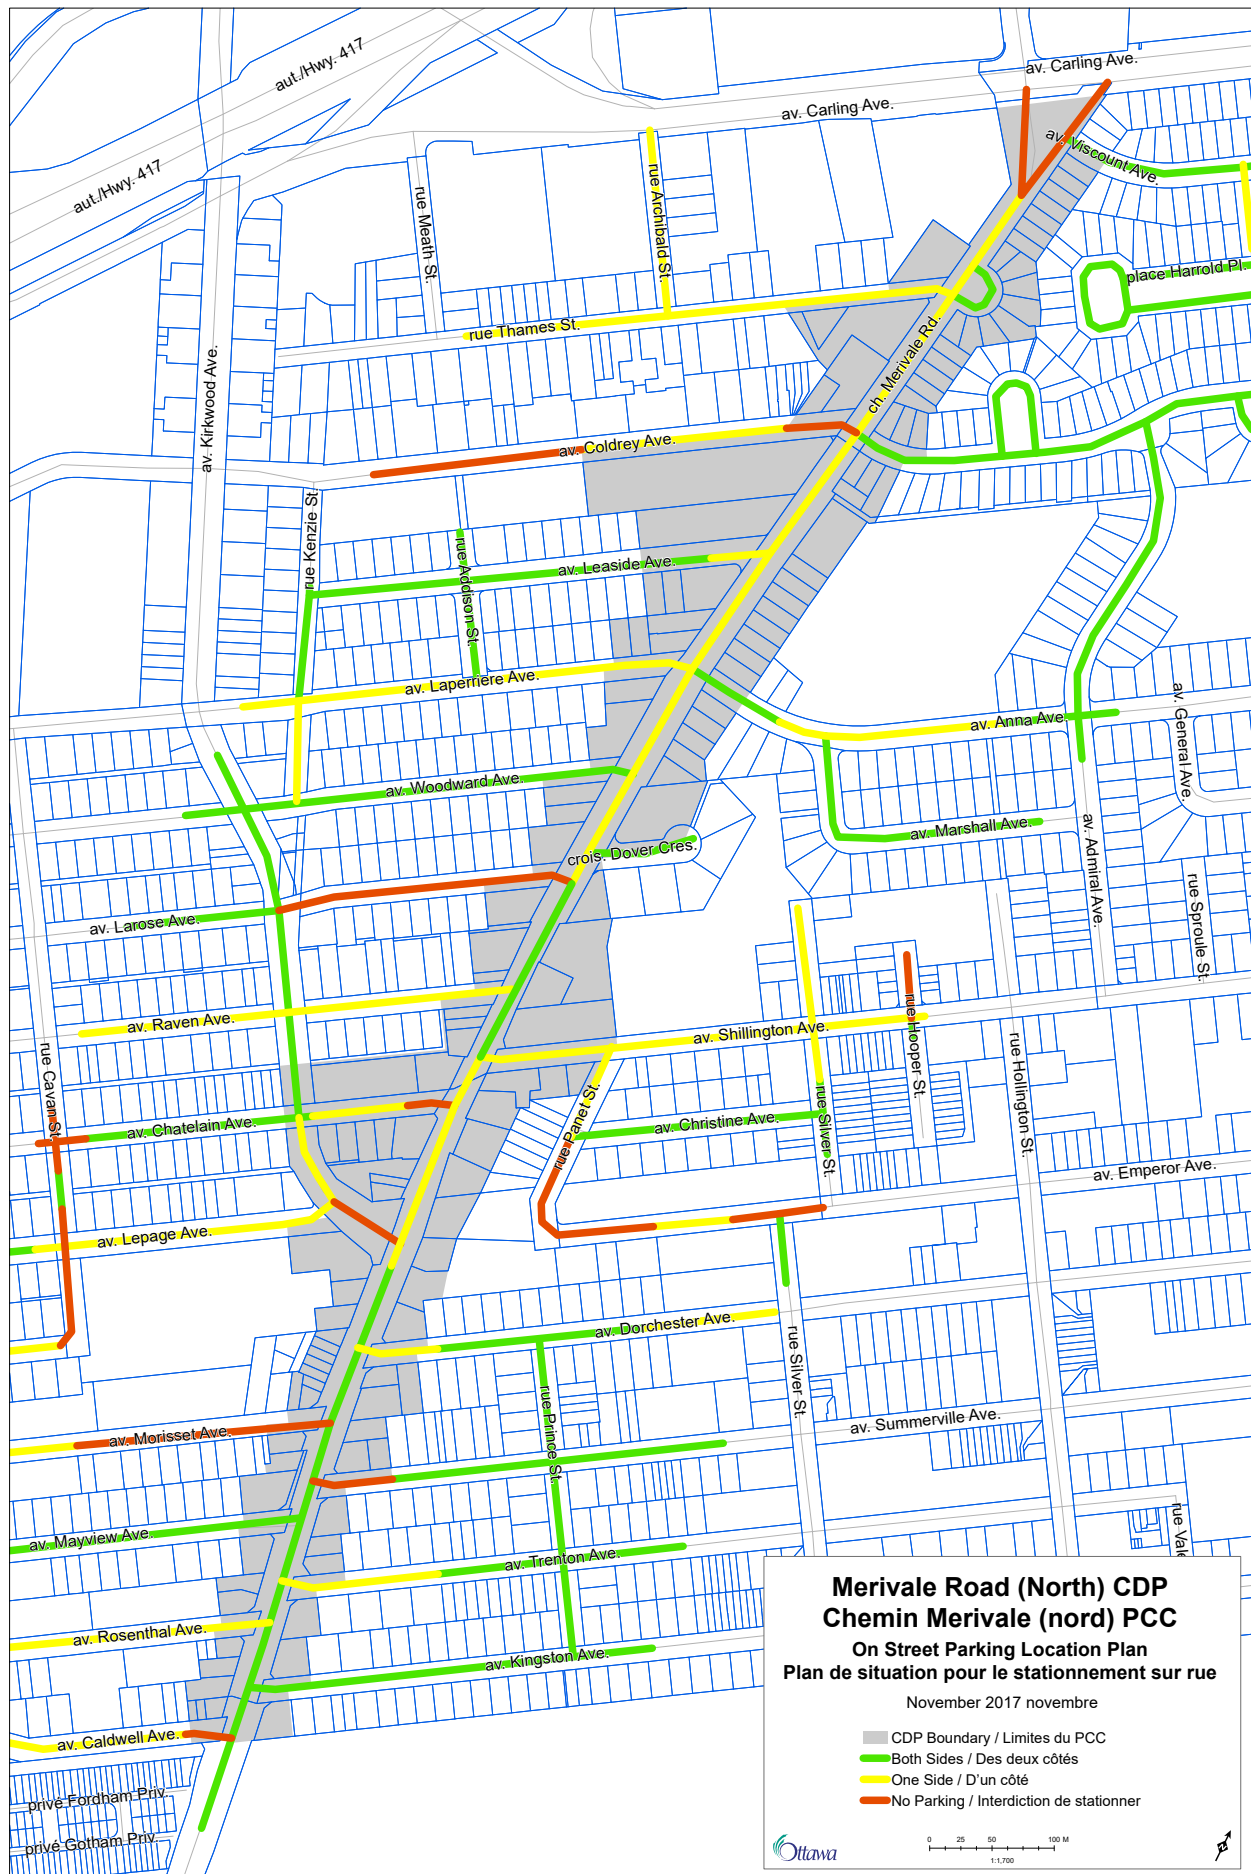 aut./Hwy. 417
av. Carling Ave.
av. Carling Ave.
av. Viscount Ave.
aut./Hwy. 417
rue Meath St.
rue Archibald St.
place Harrold Pl.
rue Thames St.
ch. Merivale Rd.
av. Kirkwood Ave.
av. Coldrey Ave.
rue Kenzie St.
rue Addison St.
av. Leaside Ave.
av. Laperriere Ave.
av. Anna Ave
av. General Ave.
av. Woodward Ave.
av. Marshall Ave.
av. Admiral Ave.
crois. Dover Cres.
rue Sproule St.
av. Larose Ave.
av. Raven Ave.
av. Shillington Ave.
rue Hooper St.
rue Hollington St.
rue Cavan St.
av. Chatelain Ave.
rue Panet St.
av. Christine Ave.
rue Silver St.
av. Emperor Ave.
av. Lepage Ave.
av. Dorchester Ave.
rue Silver St.
rue Prince St.
av. Summerville Ave.
av. Morisset Ave.
av. Mayview Ave.
av. Trenton Ave.
rue Vale
av. Rosenthal Ave.
av. Kingston Ave.
av. Caldwell Ave.
privé Fordham Priv.
privé Gotham Priv.
Merivale Road (North) CDP
Chemin Merivale (nord) PCC
On Street Parking Location Plan
Plan de situation pour le stationnement sur rue
November 2017 novembre
CDP Boundary / Limites du PCC
Both Sides / Des deux côtés
One Side / D'un côté
No Parking / Interdiction de stationner
Ottawa
0 25 50 100 M
1:1,700